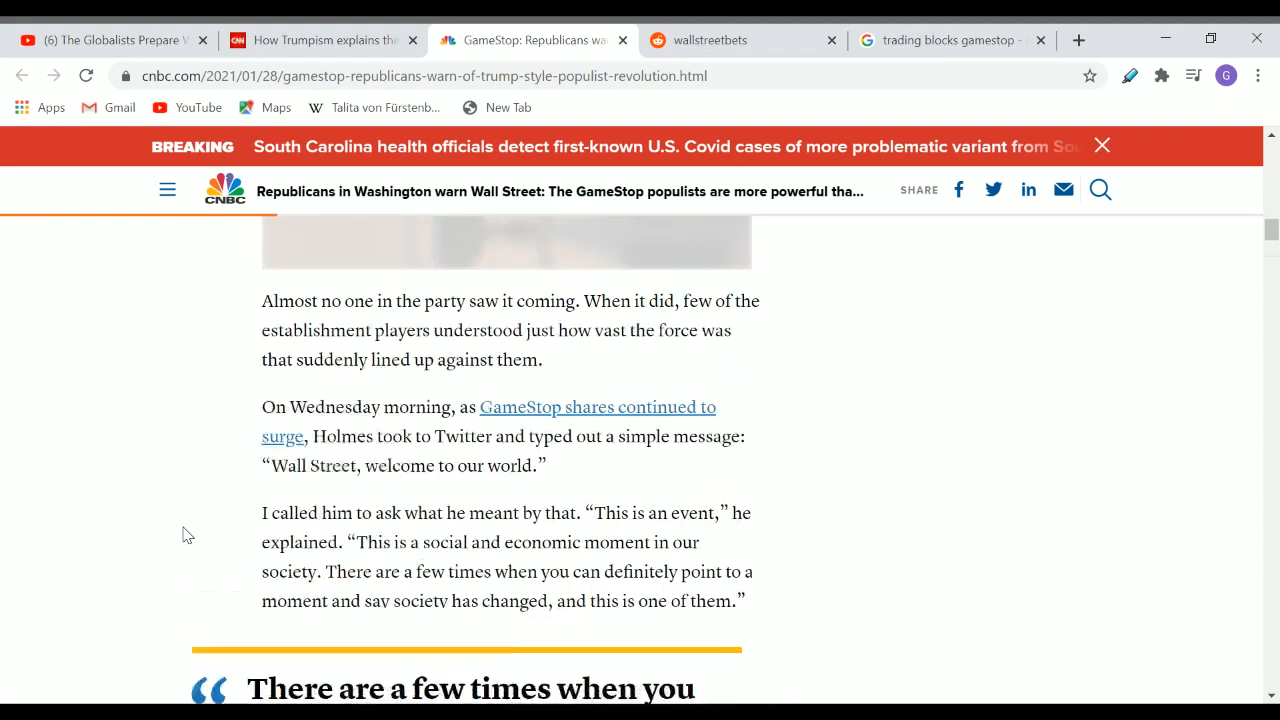 (6) The Globalists Prepare W
How Trumpism explains the
GameStop: Republicans wa
wallstreetbets
trading blocks gamestop -
cnbc.com/2021/01/28/gamestop-republicans-warn-of-trump-style-populist-revolution.html
G
Apps
Gmail
YouTube
Maps
Talita von Fürstenb...
New Tab
BREAKING South Carolina health officials detect first-known U.S. Covid cases of more problematic variant from Sou
CNBC
Republicans in Washington warn Wall Street: The GameStop populists are more powerful tha...
SHARE
Almost no one in the party saw it coming. When it did, few of the
establishment players understood just how vast the force was
that suddenly lined up against them.
On Wednesday morning, as GameStop shares continued to
surge, Holmes took to Twitter and typed out a simple message:
“Wall Street, welcome to our world.”
I called him to ask what he meant by that. “This is an event,” he
explained. “This is a social and economic moment in our
society. There are a few times when you can definitely point to a
moment and say society has changed, and this is one of them.”
“ There are a few times when you